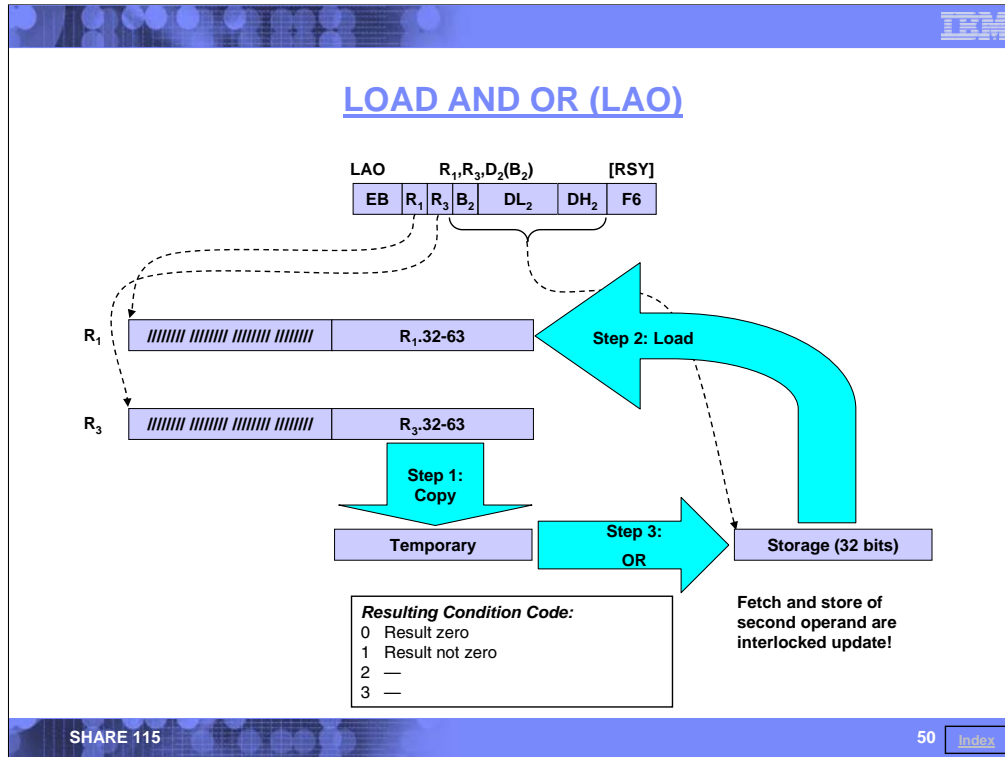 IBM
LOAD AND OR (LAO)
LAO R₁,R₃,D₂(B₂) [RSY]
EB R₁ R₃ B₂ DL₂ DH₂ F6
R₁ //////// //////// //////// //////// R₁.32-63
Step 2: Load
R₃ //////// //////// //////// //////// R₃.32-63
Step 1:
Copy
Temporary
Step 3:
OR
Storage (32 bits)
Resulting Condition Code:
0 Result zero
1 Result not zero
2 —
3 —
Fetch and store of
second operand are
interlocked update!
SHARE 115
50
Index